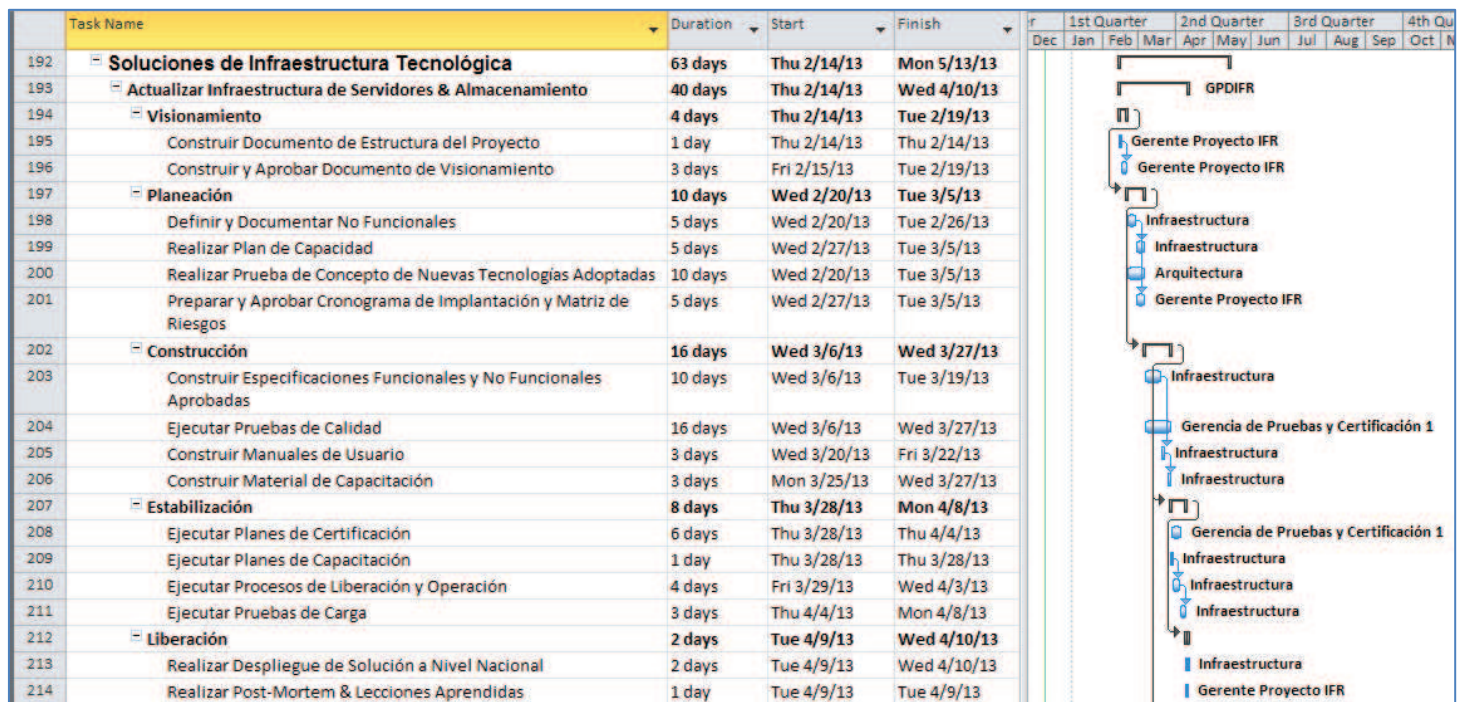 Task Name Duration Start Finish r 1st Quarter 2nd Quarter 3rd Quarter 4th Qu
Dec Jan Feb Mar Apr May Jun Jul Aug Sep Oct N
192 Soluciones de Infraestructura Tecnológica 63 days Thu 2/14/13 Mon 5/13/13
193 Actualizar Infraestructura de Servidores & Almacenamiento 40 days Thu 2/14/13 Wed 4/10/13 GPDIFR
194 Visionamiento 4 days Thu 2/14/13 Tue 2/19/13
195 Construir Documento de Estructura del Proyecto 1 day Thu 2/14/13 Thu 2/14/13 Gerente Proyecto IFR
196 Construir y Aprobar Documento de Visionamiento 3 days Fri 2/15/13 Tue 2/19/13 Gerente Proyecto IFR
197 Planeación 10 days Wed 2/20/13 Tue 3/5/13
198 Definir y Documentar No Funcionales 5 days Wed 2/20/13 Tue 2/26/13 Infraestructura
199 Realizar Plan de Capacidad 5 days Wed 2/27/13 Tue 3/5/13 Infraestructura
200 Realizar Prueba de Concepto de Nuevas Tecnologías Adoptadas 10 days Wed 2/20/13 Tue 3/5/13 Arquitectura
201 Preparar y Aprobar Cronograma de Implantación y Matriz de 5 days Wed 2/27/13 Tue 3/5/13 Gerente Proyecto IFR
Riesgos
202 Construcción 16 days Wed 3/6/13 Wed 3/27/13
203 Construir Especificaciones Funcionales y No Funcionales 10 days Wed 3/6/13 Tue 3/19/13 Infraestructura
Aprobadas
204 Ejecutar Pruebas de Calidad 16 days Wed 3/6/13 Wed 3/27/13 Gerencia de Pruebas y Certificación 1
205 Construir Manuales de Usuario 3 days Wed 3/20/13 Fri 3/22/13 Infraestructura
206 Construir Material de Capacitación 3 days Mon 3/25/13 Wed 3/27/13 Infraestructura
207 Estabilización 8 days Thu 3/28/13 Mon 4/8/13
208 Ejecutar Planes de Certificación 6 days Thu 3/28/13 Thu 4/4/13 Gerencia de Pruebas y Certificación 1
209 Ejecutar Planes de Capacitación 1 day Thu 3/28/13 Thu 3/28/13 Infraestructura
210 Ejecutar Procesos de Liberación y Operación 4 days Fri 3/29/13 Wed 4/3/13 Infraestructura
211 Ejecutar Pruebas de Carga 3 days Thu 4/4/13 Mon 4/8/13 Infraestructura
212 Liberación 2 days Tue 4/9/13 Wed 4/10/13
213 Realizar Despliegue de Solución a Nivel Nacional 2 days Tue 4/9/13 Wed 4/10/13 Infraestructura
214 Realizar Post-Mortem & Lecciones Aprendidas 1 day Tue 4/9/13 Tue 4/9/13 Gerente Proyecto IFR